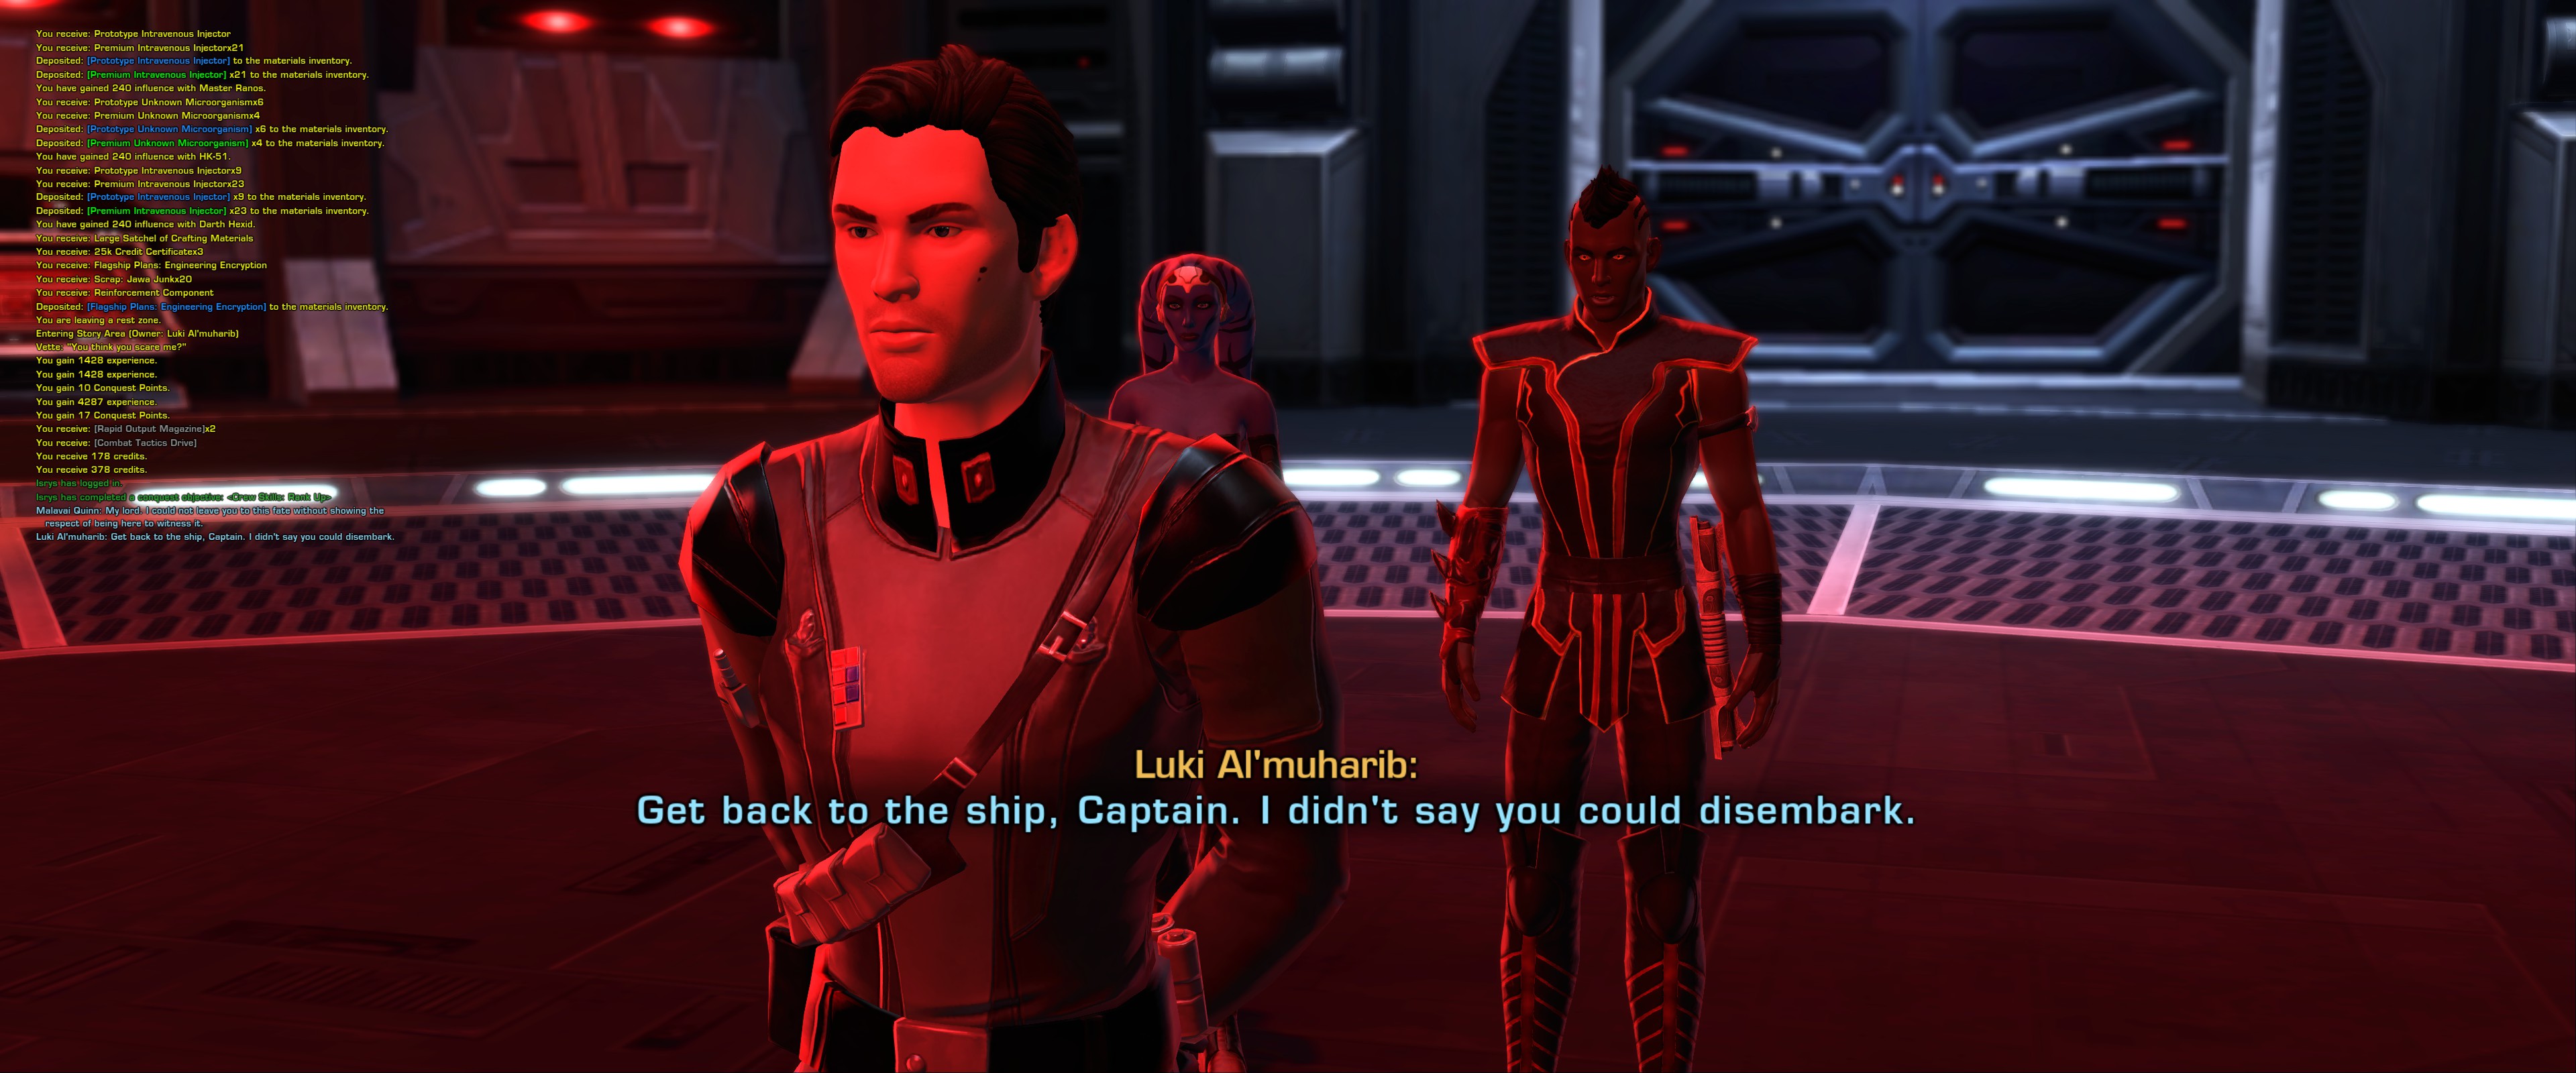 You receive: Prototype Intravenous Injector
You receive: Premium Intravenous Injectorx21
Deposited: [Prototype Intravenous Injector] to the materials inventory.
Deposited: [Premium Intravenous Injector] x21 to the materials inventory.
You have gained 240 influence with Master Ranos.
You receive: Prototype Unknown Microorganismx6
You receive: Premium Unknown Microorganismx4
Deposited: [Prototype Unknown Microorganism] x6 to the materials inventory.
Deposited: [Premium Unknown Microorganism] x4 to the materials inventory.
You have gained 240 influence with HK-51.
You receive: Prototype Intravenous Injectorx9
You receive: Premium Intravenous Injectorx23
Deposited: [Prototype Intravenous Injector] x9 to the materials inventory.
Deposited: [Premium Intravenous Injector] x23 to the materials inventory.
You have gained 240 influence with Darth Hexid.
You receive: Large Satchel of Crafting Materials
You receive: 25k Credit Certificatex3
You receive: Flagship Plans: Engineering Encryption
You receive: Scrap: Jawa Junkx20
You receive: Reinforcement Component
Deposited: [Flagship Plans: Engineering Encryption] to the materials inventory.
You are leaving a rest zone.
Entering Story Area (Owner: Luki Al'muharib)
Vette: "You think you scare me?"
You gain 1428 experience.
You gain 1428 experience.
You gain 10 Conquest Points.
You gain 4287 experience.
You gain 17 Conquest Points.
You receive: [Rapid Output Magazine]x2
You receive: [Combat Tactics Drive]
You receive 178 credits.
You receive 378 credits.
Isrys has logged in.
Isrys has completed a conquest objective: <Crew Skills: Rank Up>
Malavai Quinn: My lord. I could not leave you to this fate without showing the
respect of being here to witness it.
Luki Al'muharib: Get back to the ship, Captain. I didn't say you could disembark.
Luki Al'muharib:
Get back to the ship, Captain. I didn't say you could disembark.